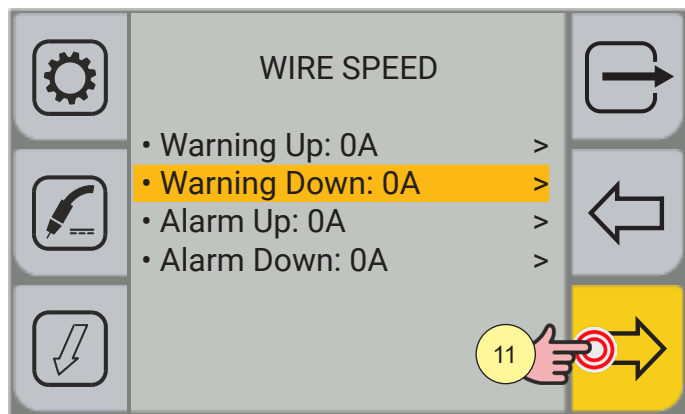 WIRE SPEED
• Warning Up: 0A >
• Warning Down: 0A >
• Alarm Up: 0A >
• Alarm Down: 0A >
11